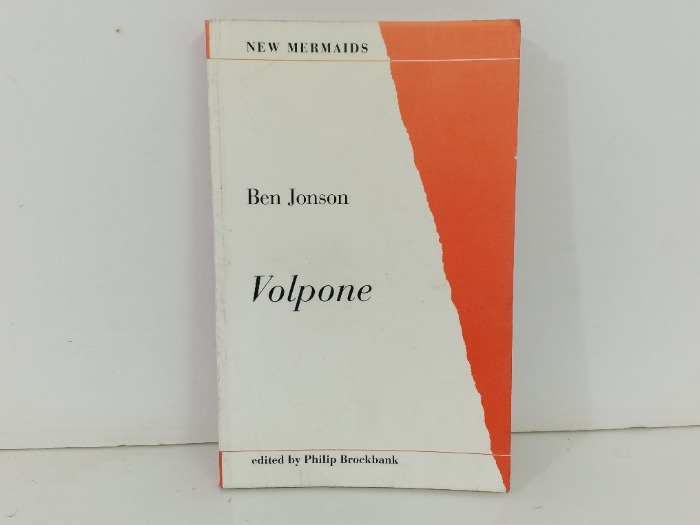 NEW MERMAIDS
Ben Jonson
Volpone
edited by Philip Brockbank